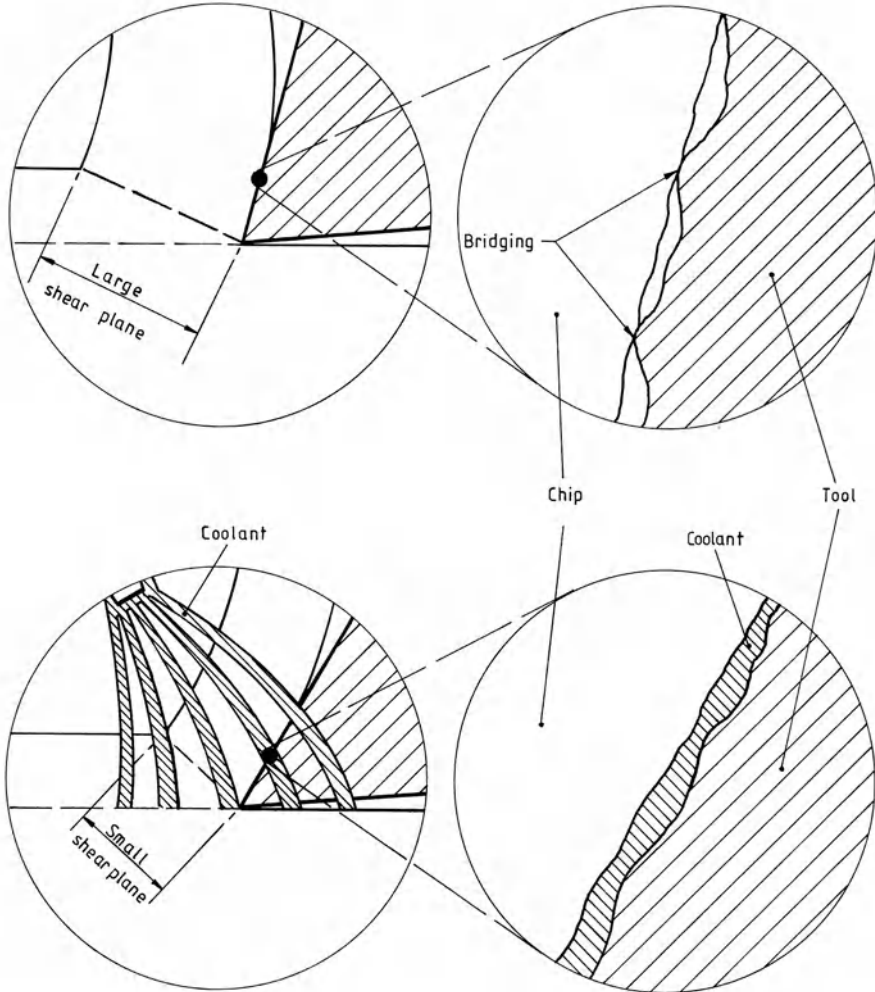 Bridging
Large
shear plane
Chip
Tool
Coolant
Coolant
Small
shear plane